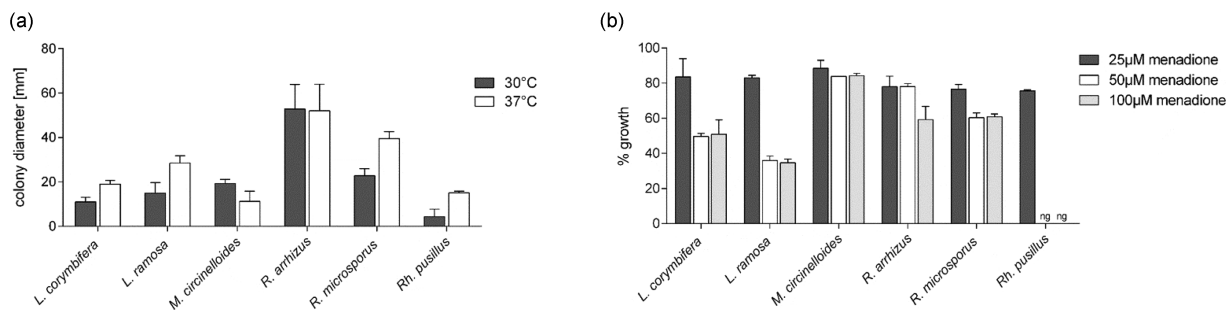 (a)
colony diameter [mm]
80
60
40
20
0
30°C
37°C
L. corymbifera
L. ramosa
M. circinelloides
R. arrhizus
R. microsporus
Rh. pusillus
(b)
% growth
100
80
60
40
20
0
25µM menadione
50µM menadione
100µM menadione
ng ng
L. corymbifera
L. ramosa
M. circinelloides
R. arrhizus
R. microsporus
Rh. pusillus